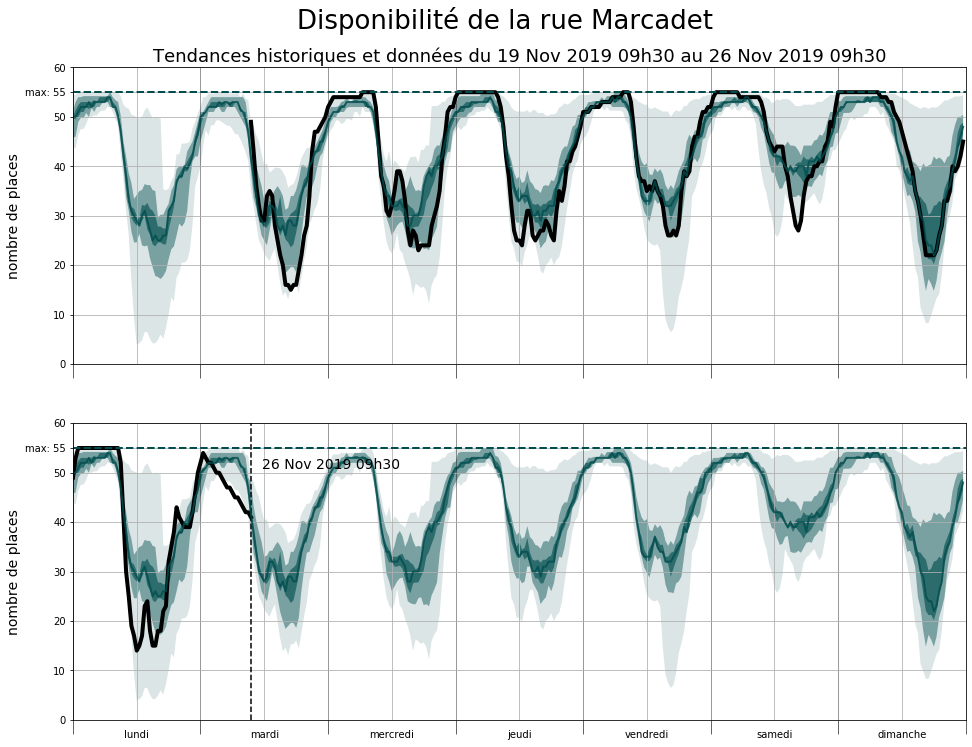 Disponibilité de la rue Marcadet
Tendances historiques et données du 19 Nov 2019 09h30 au 26 Nov 2019 09h30
60
max: 55
50
40
30
20
10
0
nombre de places
60
max: 55
50
40
30
20
10
0
nombre de places
26 Nov 2019 09h30
lundi mardi mercredi jeudi vendredi samedi dimanche